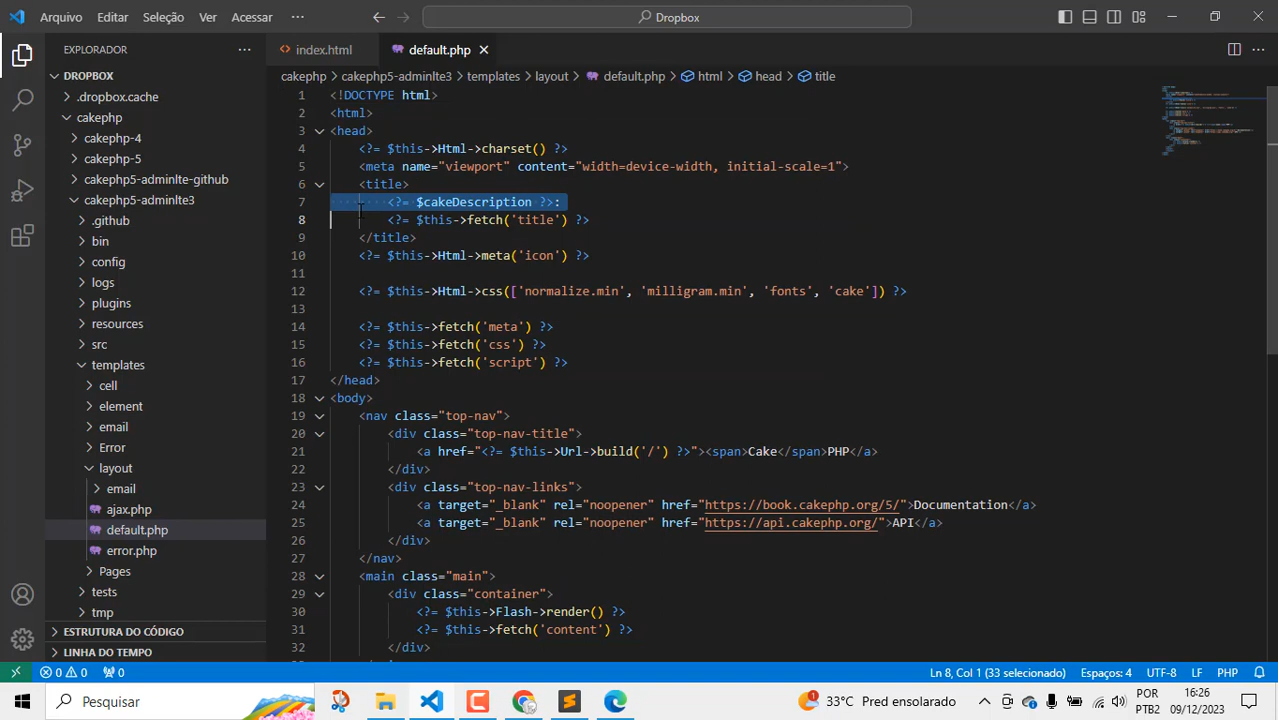 Arquivo Editar Seleção Ver Acessar ··· Dropbox
EXPLORADOR ···
DROPBOX
.dropbox.cache
cakephp
cakephp-4
cakephp-5
cakephp5-adminlte-github
cakephp5-adminlte3
.github
bin
config
logs
plugins
resources
src
templates
cell
element
email
Error
layout
email
ajax.php
default.php
error.php
Pages
tests
tmp
ESTRUTURA DO CÓDIGO
LINHA DO TEMPO
index.html default.php
cakephp > cakephp5-adminlte3 > templates > layout > default.php > html > head > title
1 <!DOCTYPE html>
2 <html>
3 <head>
4 <?= $this->Html->charset() ?>
5 <meta name="viewport" content="width=device-width, initial-scale=1">
6 <title>
7 <?= $cakeDescription ?>:
8 <?= $this->fetch('title') ?>
9 </title>
10 <?= $this->Html->meta('icon') ?>
11
12 <?= $this->Html->css(['normalize.min', 'milligram.min', 'fonts', 'cake']) ?>
13
14 <?= $this->fetch('meta') ?>
15 <?= $this->fetch('css') ?>
16 <?= $this->fetch('script') ?>
17 </head>
18 <body>
19 <nav class="top-nav">
20 <div class="top-nav-title">
21 <a href="<?= $this->Url->build('/') ?>"><span>Cake</span>PHP</a>
22 </div>
23 <div class="top-nav-links">
24 <a target="_blank" rel="noopener" href="https://book.cakephp.org/5/">Documentation</a>
25 <a target="_blank" rel="noopener" href="https://api.cakephp.org/">API</a>
26 </div>
27 </nav>
28 <main class="main">
29 <div class="container">
30 <?= $this->Flash->render() ?>
31 <?= $this->fetch('content') ?>
32 </div>
0 0 0 Ln 8, Col 1 (33 selecionado) Espaços: 4 UTF-8 LF PHP
Pesquisar 1 33°C Pred ensolarado POR PTB2 16:26 09/12/2023